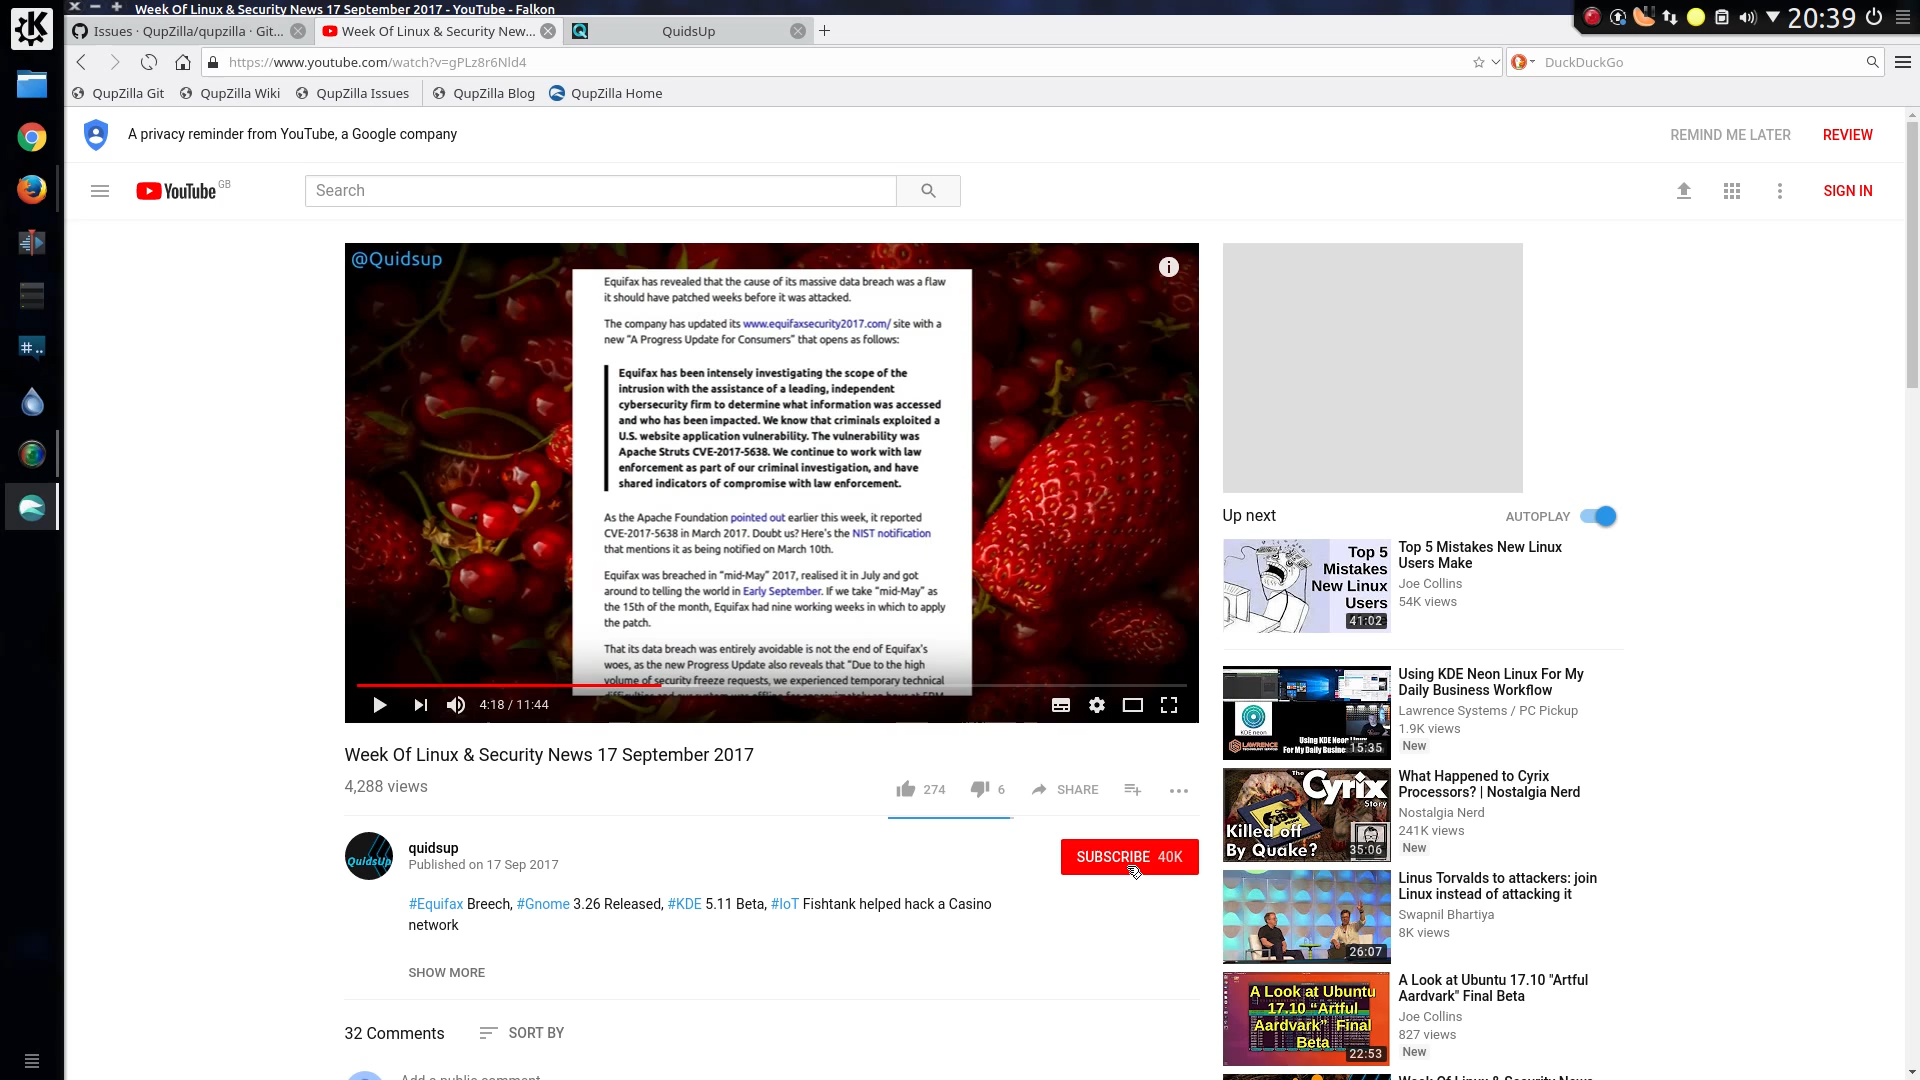 Week Of Linux & Security News 17 September 2017 - YouTube - Falkon
20:39
Issues · QupZilla/qupzilla · Git...
Week Of Linux & Security New...
QuidsUp
https://www.youtube.com/watch?v=gPLz8r6Nld4
DuckDuckGo
QupZilla Git
QupZilla Wiki
QupZilla Issues
QupZilla Blog
QupZilla Home
A privacy reminder from YouTube, a Google company
REMIND ME LATER
REVIEW
YouTube GB
Search
SIGN IN
@Quidsup
Equifax has revealed that the cause of its massive data breach was a flaw
it should have patched weeks before it was attacked.
The company has updated its www.equifaxsecurity2017.com/ site with a
new "A Progress Update for Consumers" that opens as follows:
Equifax has been intensely investigating the scope of the
intrusion with the assistance of a leading, independent
cybersecurity firm to determine what information was accessed
and who has been impacted. We know that criminals exploited a
U.S. website application vulnerability. The vulnerability was
Apache Struts CVE-2017-5638. We continue to work with law
enforcement as part of our criminal investigation, and have
shared indicators of compromise with law enforcement.
As the Apache Foundation pointed out earlier this week, it reported
CVE-2017-5638 in March 2017. Doubt us? Here's the NIST notification
that mentions it as being notified on March 10th.
Equifax was breached in "mid-May" 2017, realised it in July and got
around to telling the world in Early September. If we take "mid-May" as
the 15th of the month, Equifax had nine working weeks in which to apply
the patch.
That its data breach was entirely avoidable is not the end of Equifax's
woes, as the new Progress Update also reveals that "Due to the high
volume of security freeze requests, we experienced temporary technical
4:18 / 11:44
Week Of Linux & Security News 17 September 2017
4,288 views
274
6
SHARE
QuidsUp
quidsup
Published on 17 Sep 2017
SUBSCRIBE 40K
#Equifax Breech, #Gnome 3.26 Released, #KDE 5.11 Beta, #IoT Fishtank helped hack a Casino
network
SHOW MORE
32 Comments
SORT BY
Add a public comment
Up next
AUTOPLAY
Top 5
Mistakes
New Linux
Users
41:02
Top 5 Mistakes New Linux
Users Make
Joe Collins
54K views
KDE neon
LAWRENCE
Using KDE Neon Linux
For My Daily Busine
15:35
Using KDE Neon Linux For My
Daily Business Workflow
Lawrence Systems / PC Pickup
1.9K views
New
The
Cyrix
Story
Killed off
By Quake?
35:06
What Happened to Cyrix
Processors? | Nostalgia Nerd
Nostalgia Nerd
241K views
New
26:07
Linus Torvalds to attackers: join
Linux instead of attacking it
Swapnil Bhartiya
8K views
A Look at Ubuntu
17.10 "Artful
Aardvark" Final
Beta
22:53
A Look at Ubuntu 17.10 "Artful
Aardvark" Final Beta
Joe Collins
827 views
New